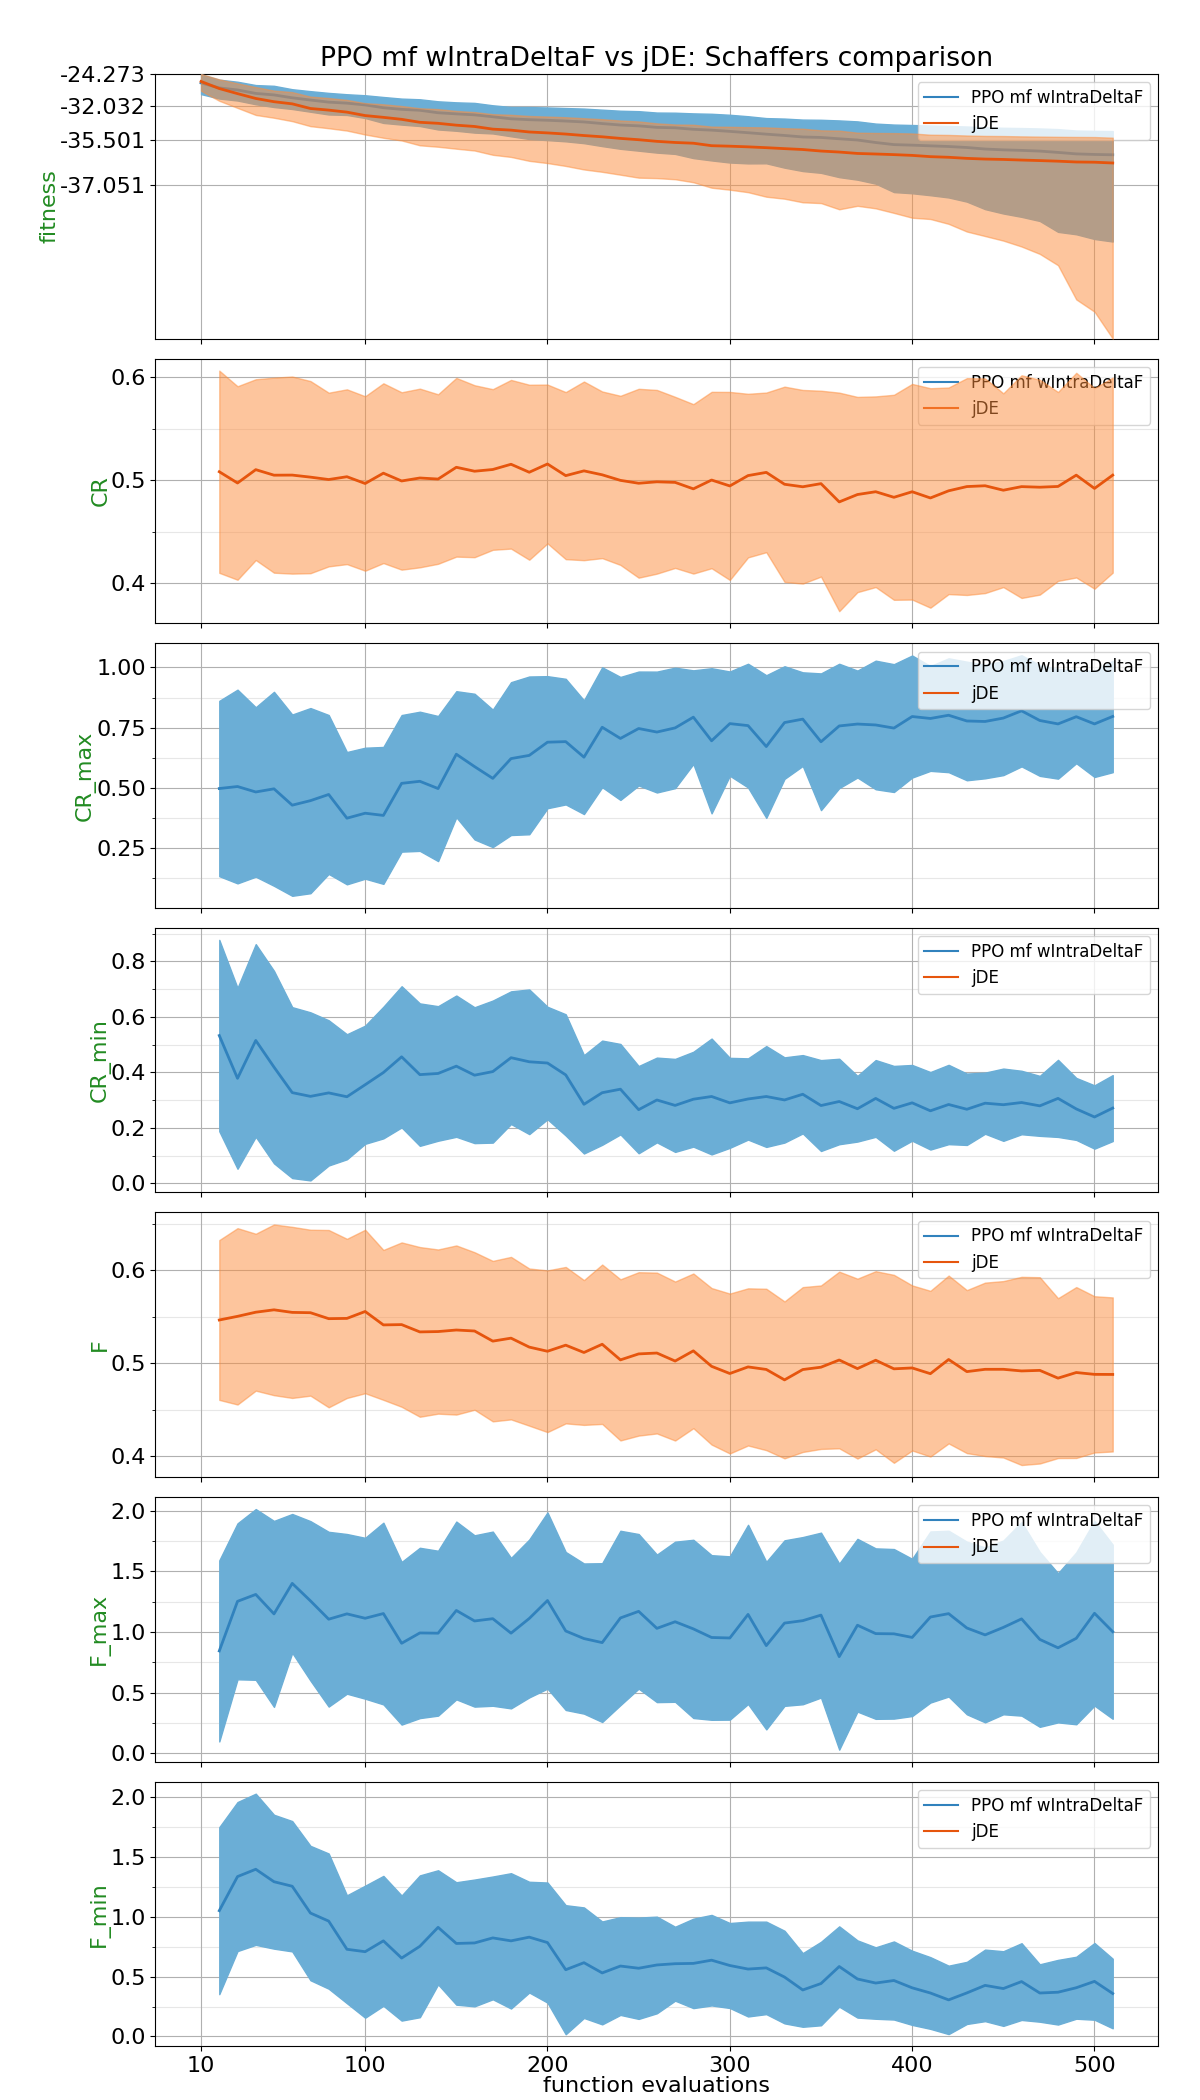 PPO mf wIntraDeltaF vs jDE: Schaffers comparison
-24.273
-32.032
-35.501
-37.051
fitness
PPO mf wIntraDeltaF
jDE
0.6
0.5
0.4
CR
PPO mf wIntraDeltaF
jDE
1.00
0.75
0.50
0.25
CR_max
PPO mf wIntraDeltaF
jDE
0.8
0.6
0.4
0.2
0.0
CR_min
PPO mf wIntraDeltaF
jDE
0.6
0.5
0.4
F
PPO mf wIntraDeltaF
jDE
2.0
1.5
1.0
0.5
0.0
F_max
PPO mf wIntraDeltaF
jDE
2.0
1.5
1.0
0.5
0.0
F_min
PPO mf wIntraDeltaF
jDE
10 100 200 300 400 500
function evaluations